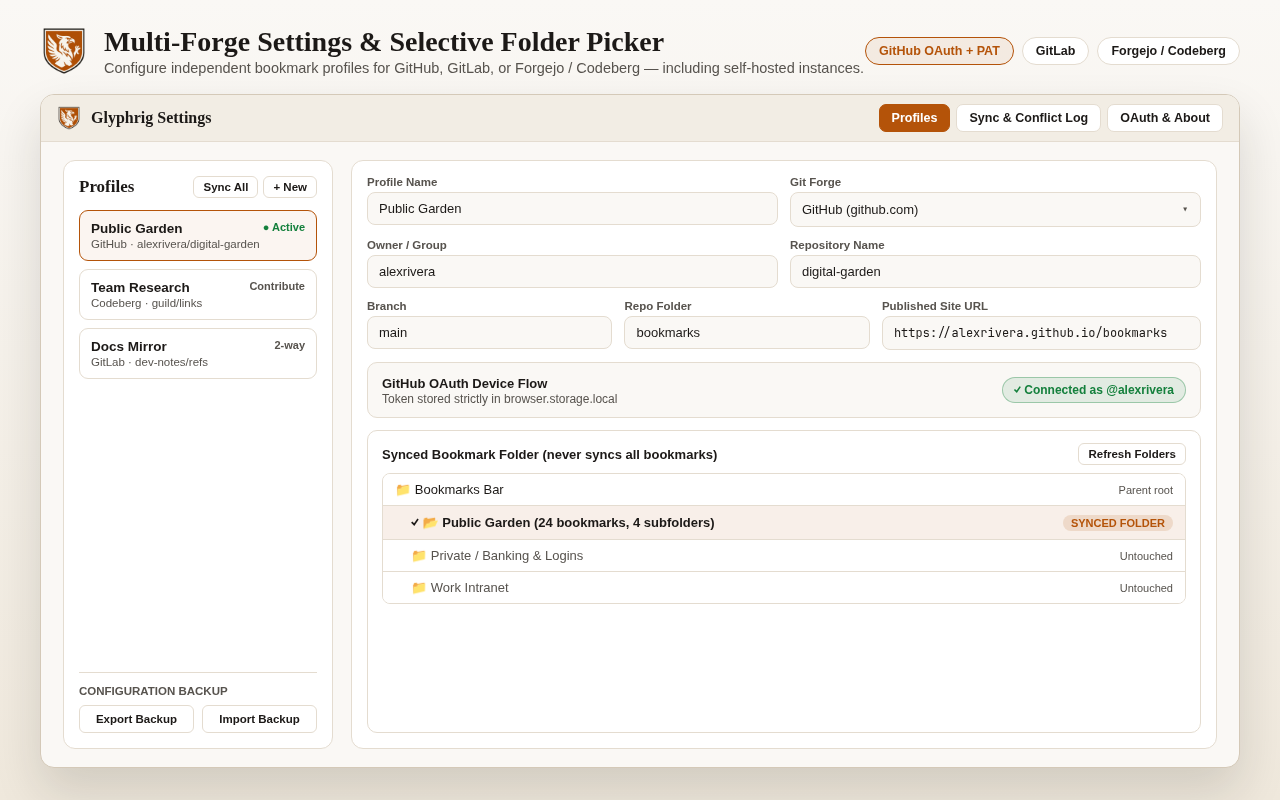 Multi-Forge Settings & Selective Folder Picker
Configure independent bookmark profiles for GitHub, GitLab, or Forgejo / Codeberg — including self-hosted instances.
GitHub OAuth + PAT
GitLab
Forgejo / Codeberg
Glyphrig Settings
Profiles
Sync & Conflict Log
OAuth & About
Profiles
Sync All
+ New
Public Garden
● Active
GitHub · alexrivera/digital-garden
Team Research
Contribute
Codeberg · guild/links
Docs Mirror
2-way
GitLab · dev-notes/refs
CONFIGURATION BACKUP
Export Backup
Import Backup
Profile Name
Public Garden
Git Forge
GitHub (github.com)
Owner / Group
alexrivera
Repository Name
digital-garden
Branch
main
Repo Folder
bookmarks
Published Site URL
https://alexrivera.github.io/bookmarks
GitHub OAuth Device Flow
Token stored strictly in browser.storage.local
✓ Connected as @alexrivera
Synced Bookmark Folder (never syncs all bookmarks)
Refresh Folders
📁 Bookmarks Bar
Parent root
✓ 📂 Public Garden (24 bookmarks, 4 subfolders)
SYNCED FOLDER
📁 Private / Banking & Logins
Untouched
📁 Work Intranet
Untouched